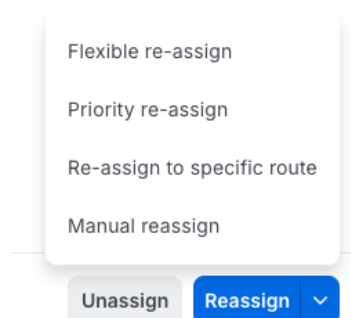 Flexible re-assign
Priority re-assign
Re-assign to specific route
Manual reassign
Unassign Reassign